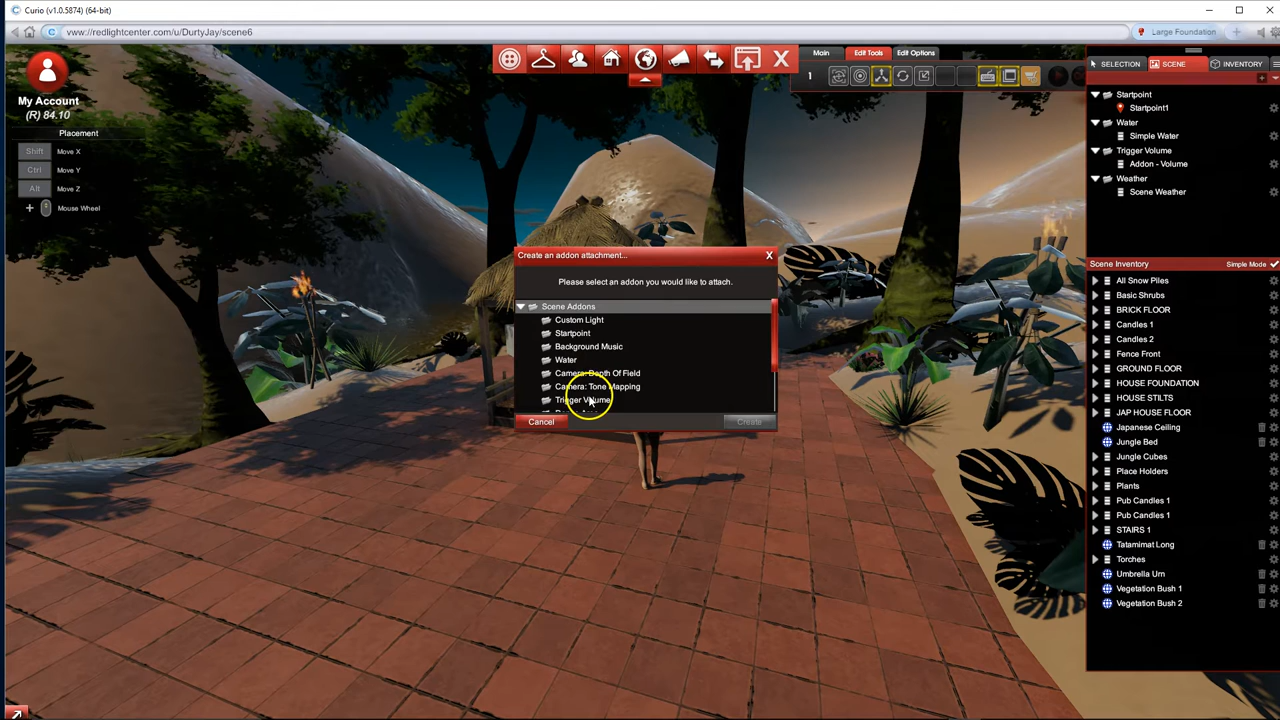 Curio (v1.0.5874) (64-bit)
www://redlightcenter.com/u/DurtyJay/scene6
Large Foundation
My Account
(R) 84.10
Placement
Shift Move X
Ctrl Move Y
Alt Move Z
+ Mouse Wheel
Main Edit Tools Edit Options
1
SELECTION SCENE INVENTORY
Startpoint
Startpoint1
Water
Simple Water
Trigger Volume
Addon - Volume
Weather
Scene Weather
Create an addon attachment... X
Please select an addon you would like to attach.
Scene Addons
Custom Light
Startpoint
Background Music
Water
Camera: Depth Of Field
Camera: Tone Mapping
Trigger Volume
Cancel Create
Scene Inventory Simple Mode
All Snow Piles
Basic Shrubs
BRICK FLOOR
Candles 1
Candles 2
Fence Front
GROUND FLOOR
HOUSE FOUNDATION
HOUSE STILTS
JAP HOUSE FLOOR
Japanese Ceiling
Jungle Bed
Jungle Cubes
Place Holders
Plants
Pub Candles 1
Pub Candles 1
STAIRS 1
Tatamimat Long
Torches
Umbrella Urn
Vegetation Bush 1
Vegetation Bush 2